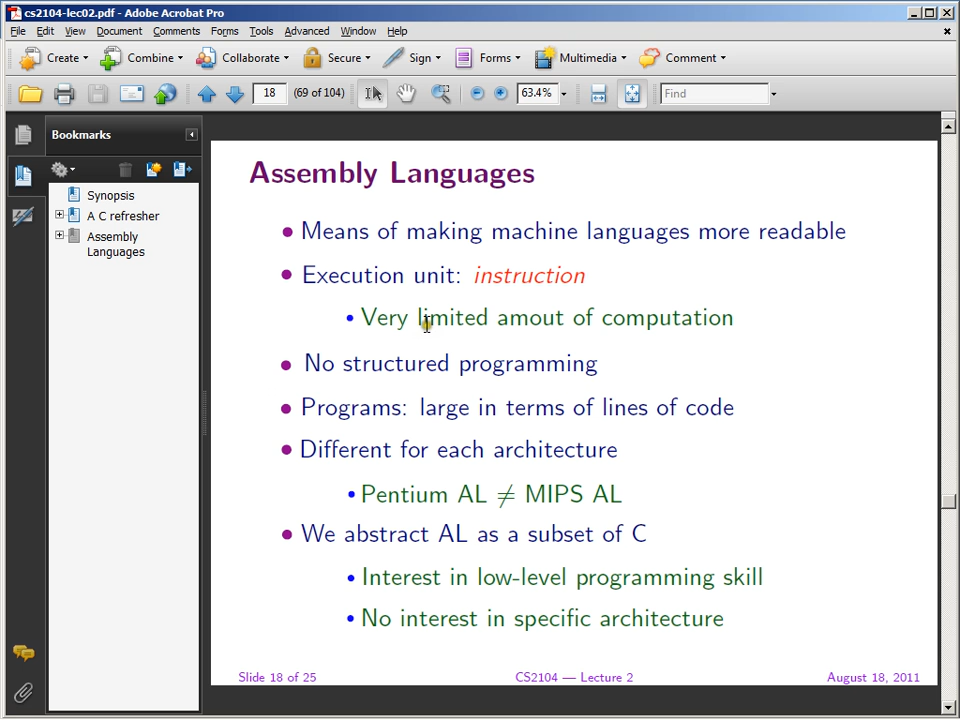 cs2104-lec02.pdf - Adobe Acrobat Pro
File Edit View Document Comments Forms Tools Advanced Window Help
Create Combine Collaborate Secure Sign Forms Multimedia Comment
18 (69 of 104) 63.4% Find
Bookmarks
Synopsis
A C refresher
Assembly
Languages
Assembly Languages
• Means of making machine languages more readable
• Execution unit: instruction
• Very limited amout of computation
• No structured programming
• Programs: large in terms of lines of code
• Different for each architecture
• Pentium AL ≠ MIPS AL
• We abstract AL as a subset of C
• Interest in low-level programming skill
• No interest in specific architecture
Slide 18 of 25 CS2104 — Lecture 2 August 18, 2011